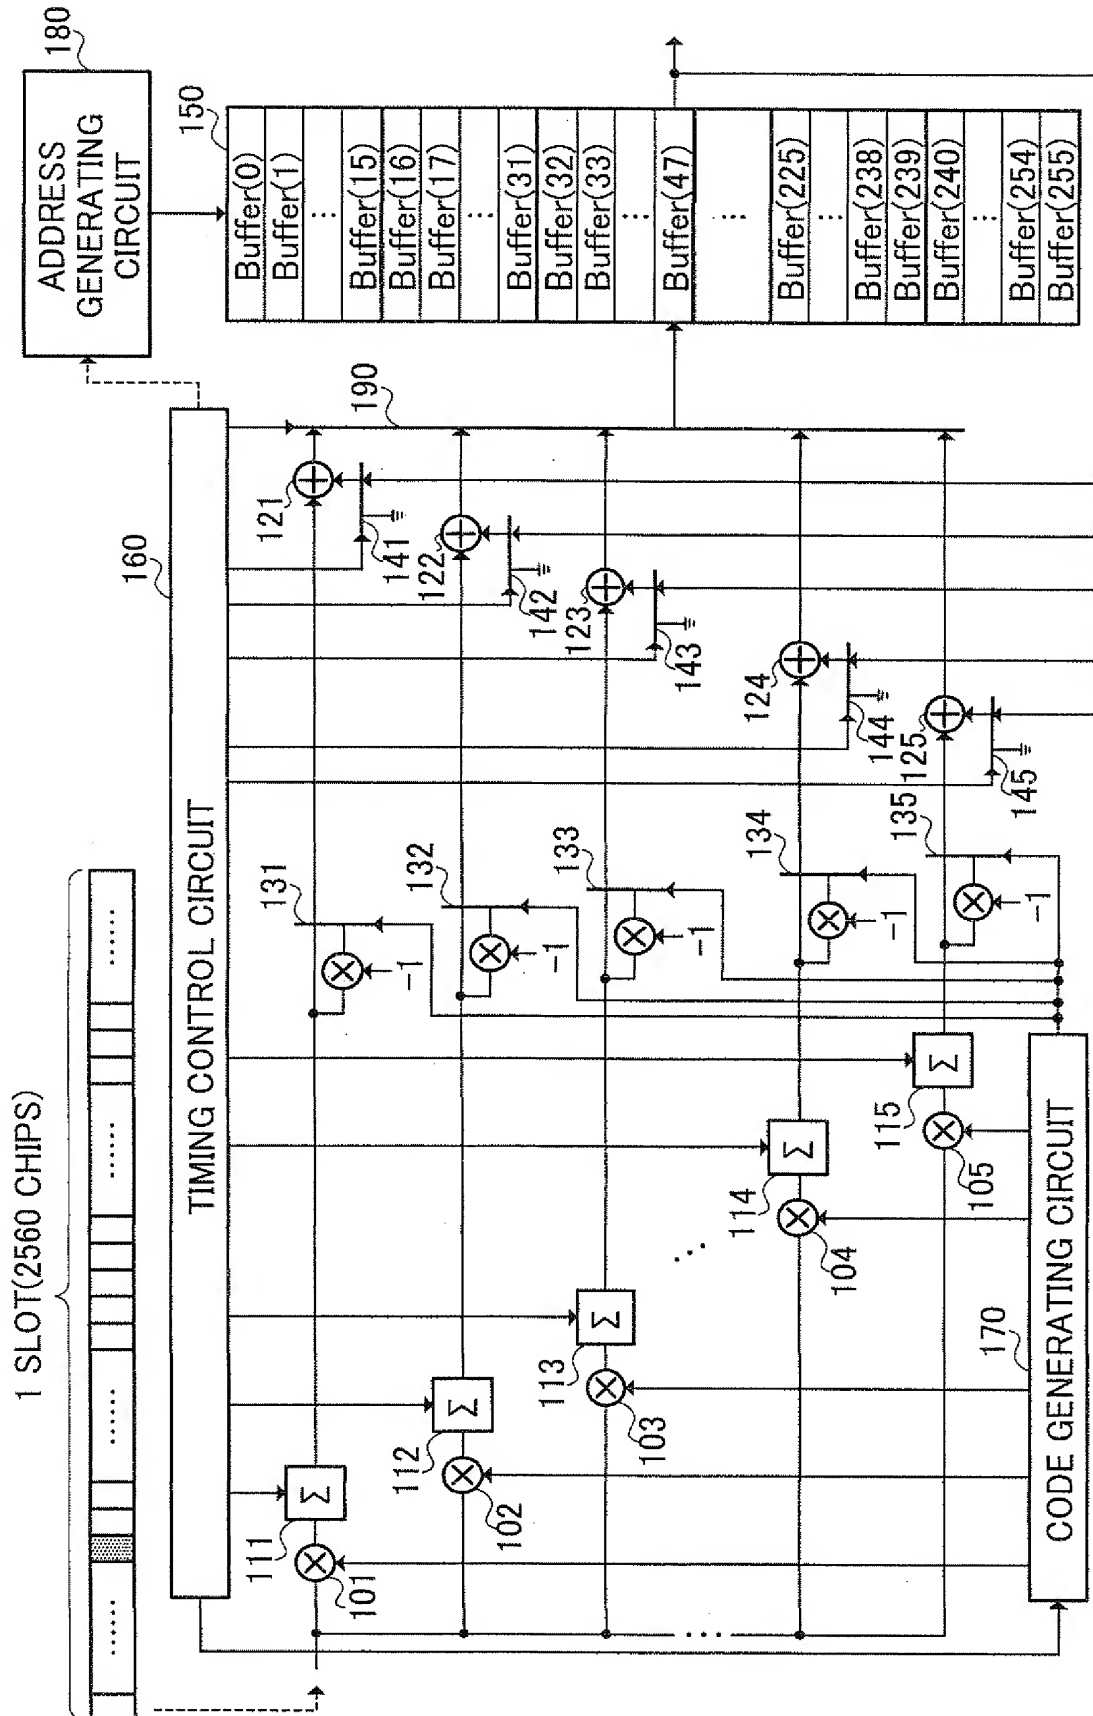 1 SLOT(2560 CHIPS)
......
......
......
......
160
TIMING CONTROL CIRCUIT
ADDRESS
GENERATING
CIRCUIT
180
150
Buffer(0)
Buffer(1)
...
Buffer(15)
Buffer(16)
Buffer(17)
...
Buffer(31)
Buffer(32)
Buffer(33)
...
Buffer(47)
...
Buffer(225)
...
Buffer(238)
Buffer(239)
Buffer(240)
...
Buffer(254)
Buffer(255)
190
101
111
Σ
131
-1
121
141
102
112
Σ
132
-1
122
142
103
113
Σ
133
-1
123
143
...
...
104
114
Σ
134
-1
124
144
105
115
Σ
135
-1
125
145
170
CODE GENERATING CIRCUIT